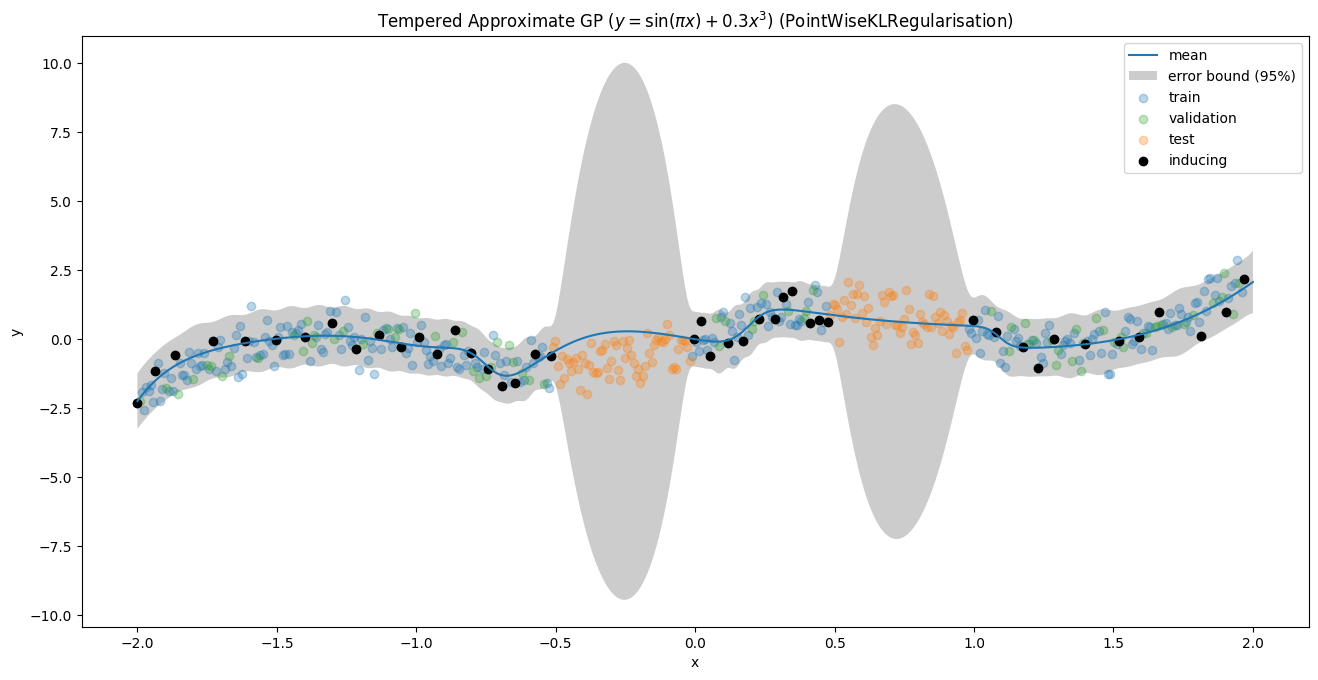 Tempered Approximate GP (y = sin(πx) + 0.3x³) (PointWiseKLRegularisation)
mean
error bound (95%)
train
validation
test
inducing
10.0
7.5
5.0
2.5
0.0
−2.5
−5.0
−7.5
−10.0
y
−2.0 −1.5 −1.0 −0.5 0.0 0.5 1.0 1.5 2.0
x